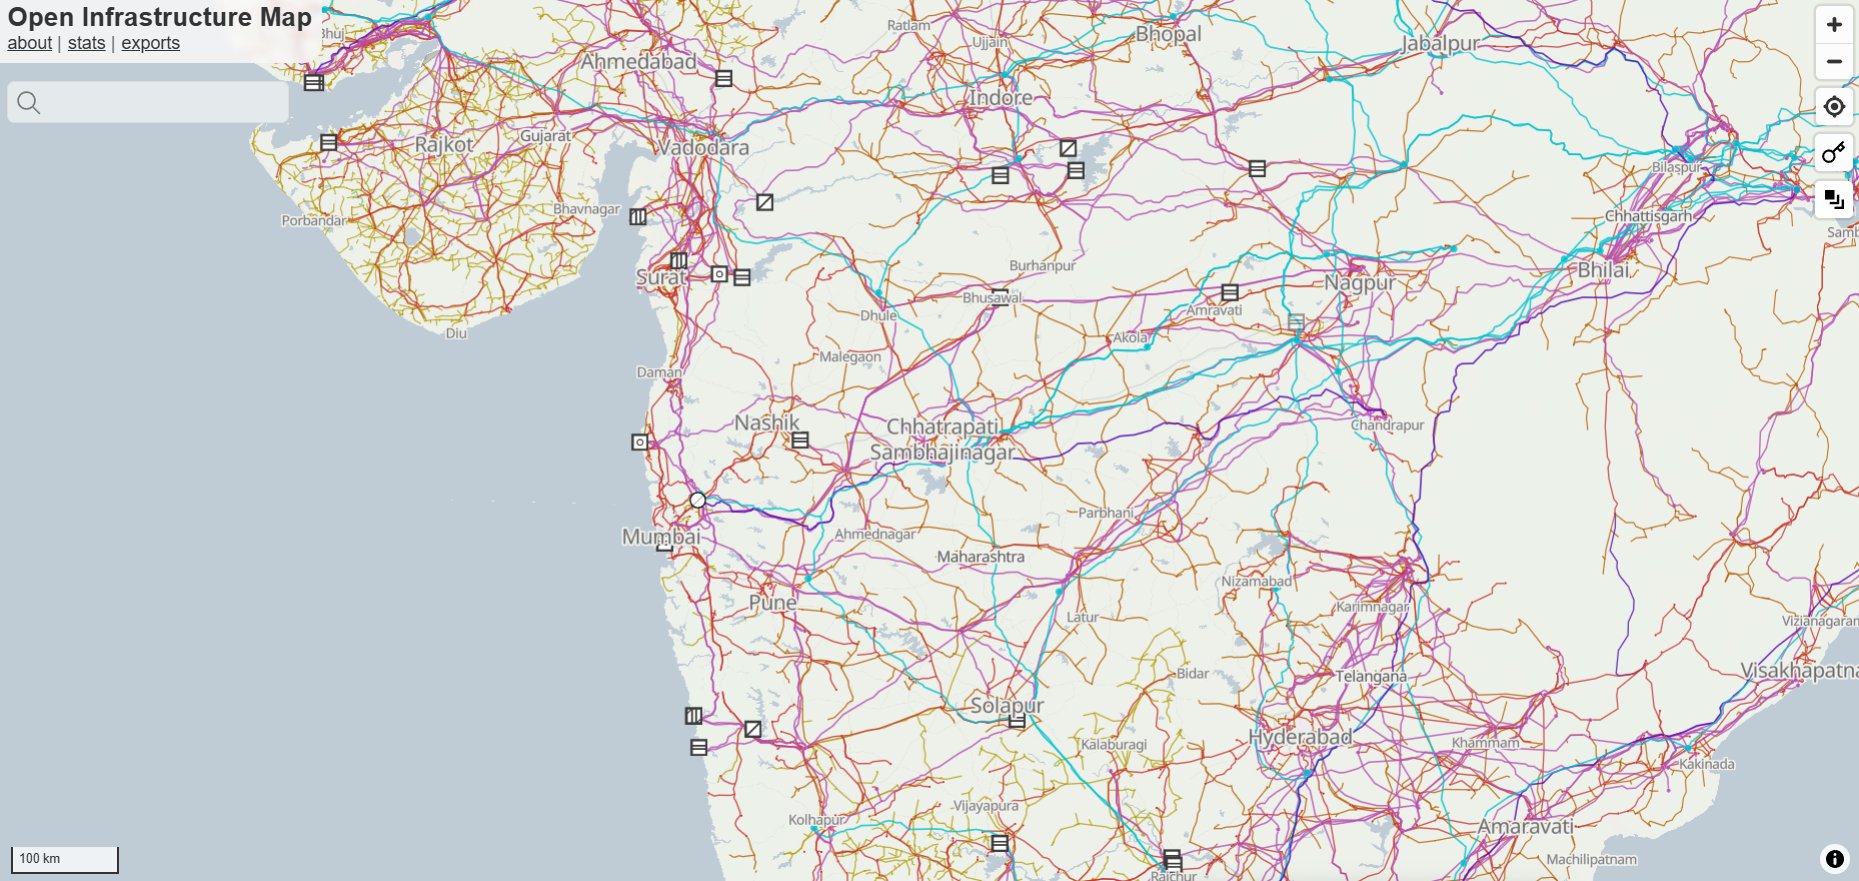 Open Infrastructure Map
about | stats | exports
Bhuj
Ratlam
Ujjain
Bhopal
Jabalpur
Ahmedabad
Indore
Rajkot
Gujarat
Vadodara
Bilaspur
Porbandar
Bhavnagar
Chhattisgarh
Surat
Burhanpur
Nagpur
Bhilai
Bhusawal
Amravati
Dhule
Diu
Akola
Malegaon
Daman
Nashik
Chhatrapati
Sambhajinagar
Chandrapur
Parbhani
Mumbai
Ahmednagar
Maharashtra
Nizamabad
Pune
Karimnagar
Latur
Vizianagaram
Bidar
Telangana
Visakhapatna
Solapur
Hyderabad
Kalaburagi
Khammam
Kakinada
Vijayapura
Kolhapur
Amaravati
100 km
Machilipatnam
Raichur